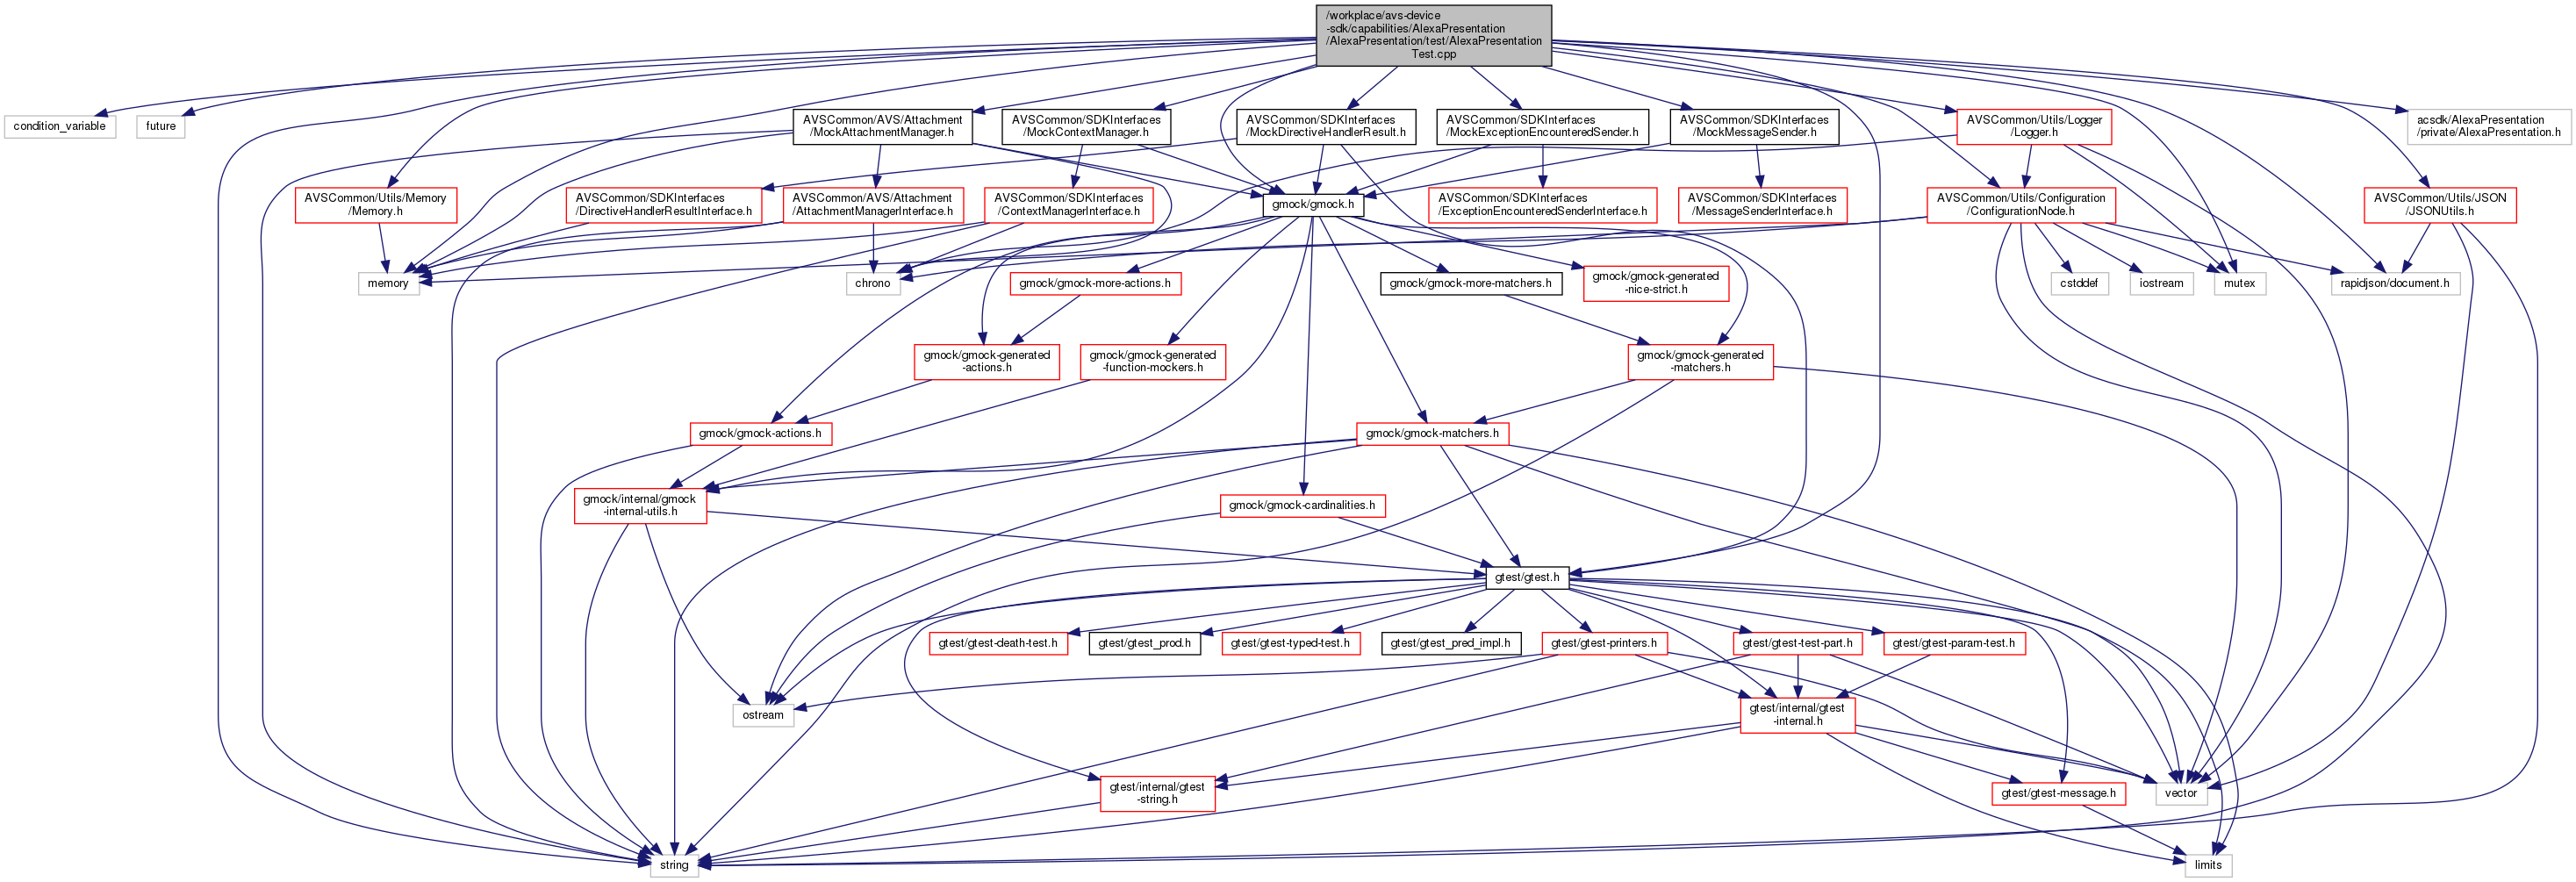 /workplace/avs-device
-sdk/capabilities/AlexaPresentation
/AlexaPresentation/test/AlexaPresentation
Test.cpp
condition_variable
future
AVSCommon/AVS/Attachment
/MockAttachmentManager.h
AVSCommon/SDKInterfaces
/MockContextManager.h
AVSCommon/SDKInterfaces
/MockDirectiveHandlerResult.h
AVSCommon/SDKInterfaces
/MockExceptionEncounteredSender.h
AVSCommon/SDKInterfaces
/MockMessageSender.h
AVSCommon/Utils/Logger
/Logger.h
acsdk/AlexaPresentation
/private/AlexaPresentation.h
AVSCommon/Utils/Memory
/Memory.h
AVSCommon/SDKInterfaces
/DirectiveHandlerResultInterface.h
AVSCommon/AVS/Attachment
/AttachmentManagerInterface.h
AVSCommon/SDKInterfaces
/ContextManagerInterface.h
gmock/gmock.h
AVSCommon/SDKInterfaces
/ExceptionEncounteredSenderInterface.h
AVSCommon/SDKInterfaces
/MessageSenderInterface.h
AVSCommon/Utils/Configuration
/ConfigurationNode.h
AVSCommon/Utils/JSON
/JSONUtils.h
memory
chrono
gmock/gmock-more-actions.h
gmock/gmock-more-matchers.h
gmock/gmock-generated
-nice-strict.h
cstddef
iostream
mutex
rapidjson/document.h
gmock/gmock-generated
-actions.h
gmock/gmock-generated
-function-mockers.h
gmock/gmock-generated
-matchers.h
gmock/gmock-actions.h
gmock/gmock-matchers.h
gmock/internal/gmock
-internal-utils.h
gmock/gmock-cardinalities.h
gtest/gtest.h
gtest/gtest-death-test.h
gtest/gtest_prod.h
gtest/gtest-typed-test.h
gtest/gtest_pred_impl.h
gtest/gtest-printers.h
gtest/gtest-test-part.h
gtest/gtest-param-test.h
ostream
gtest/internal/gtest
-internal.h
gtest/internal/gtest
-string.h
gtest/gtest-message.h
vector
string
limits